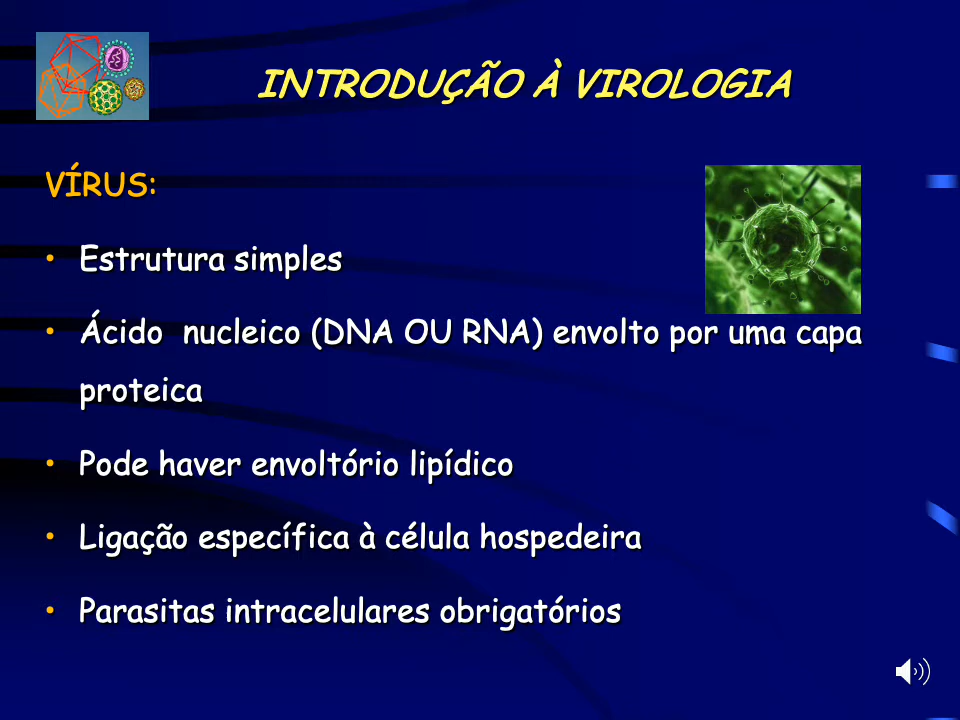 INTRODUÇÃO À VIROLOGIA
VÍRUS:
• Estrutura simples
• Ácido nucleico (DNA OU RNA) envolto por uma capa
proteica
• Pode haver envoltório lipídico
• Ligação específica à célula hospedeira
• Parasitas intracelulares obrigatórios